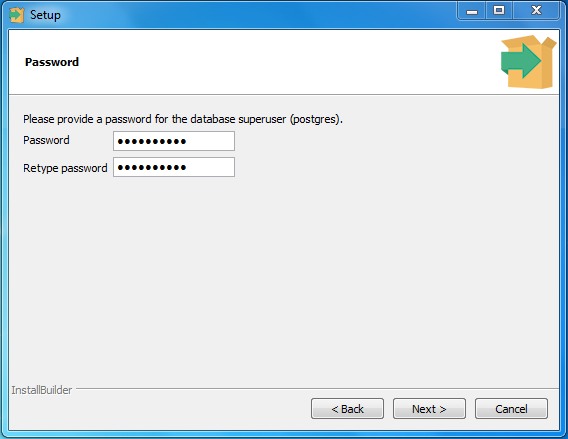 Setup
Password
Please provide a password for the database superuser (postgres).
Password ••••••••••
Retype password ••••••••••
InstallBuilder
< Back Next > Cancel